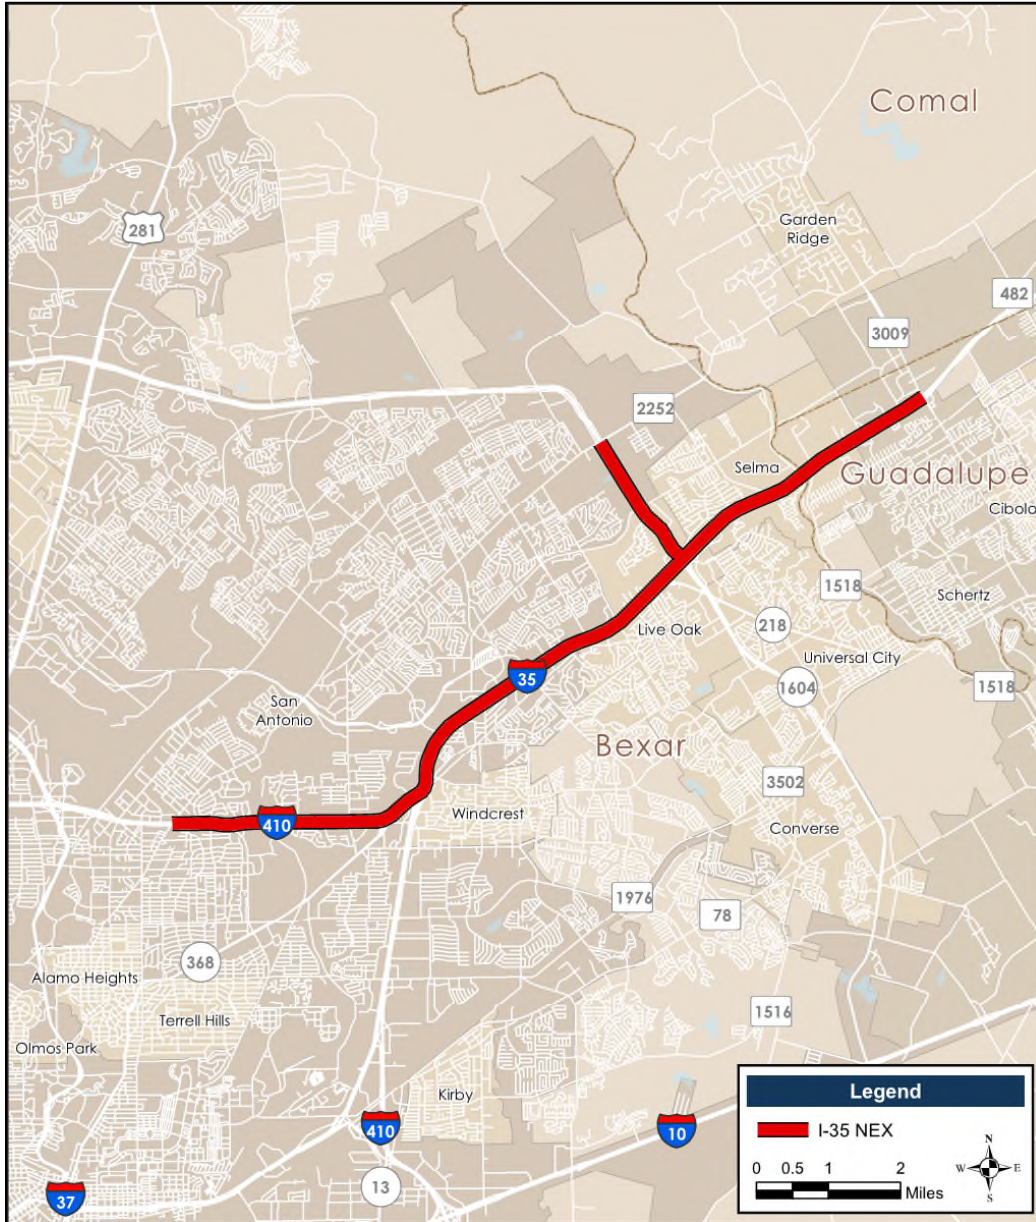 Comal
Garden
Ridge
281
482
3009
2252
Selma
Guadalupe
Cibolo
1518
Schertz
218
Live Oak
Universal City
35
1604
1518
San
Antonio
Bexar
3502
Windcrest
410
Converse
1976
78
368
Alamo Heights
1516
Terrell Hills
Olmos Park
Kirby
410
10
13
37
Legend
I-35 NEX
N
W E
S
0 0.5 1 2
Miles